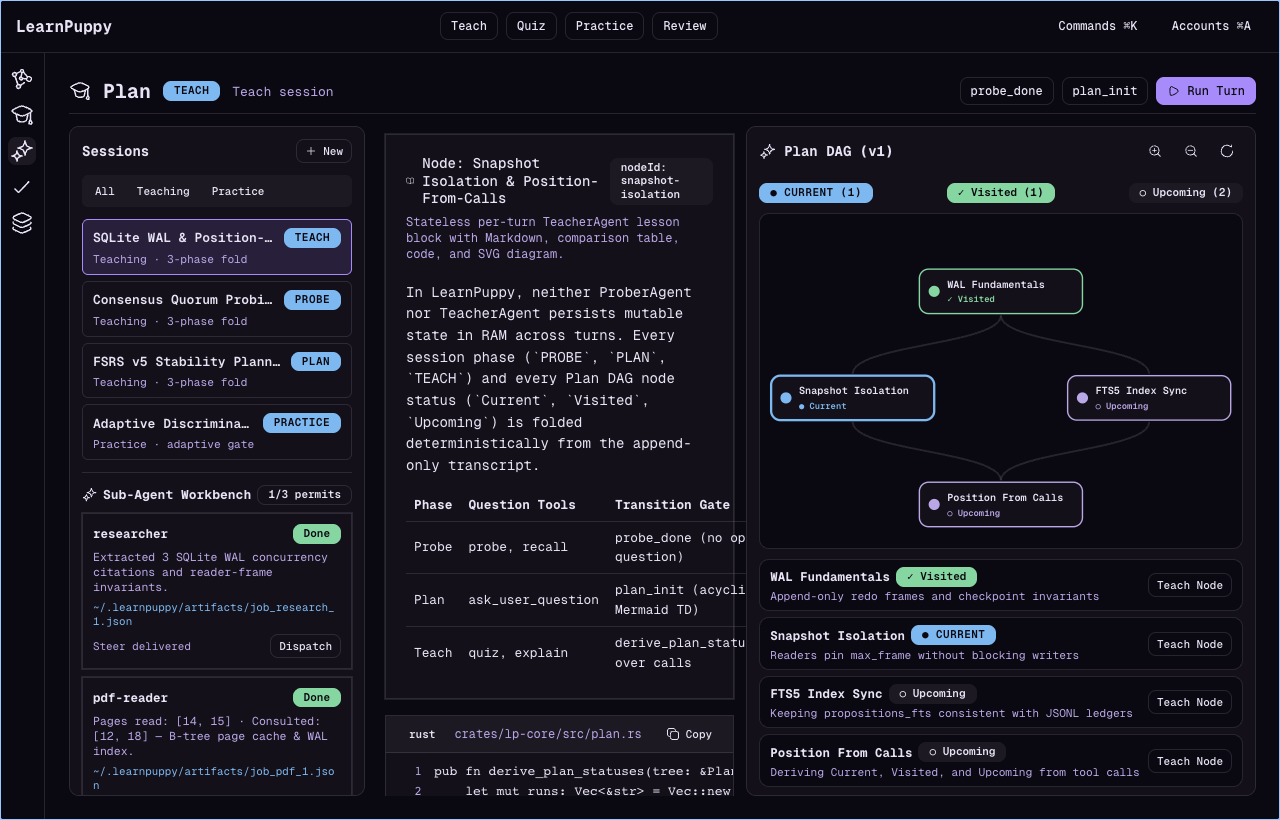 LearnPuppy
Teach
Quiz
Practice
Review
Commands ⌘K
Accounts ⌘A
Plan
TEACH
Teach session
probe_done
plan_init
Run Turn
Sessions
+ New
All
Teaching
Practice
SQLite WAL & Position-…
TEACH
Teaching · 3-phase fold
Consensus Quorum Probi…
PROBE
Teaching · 3-phase fold
FSRS v5 Stability Plann…
PLAN
Teaching · 3-phase fold
Adaptive Discrimina…
PRACTICE
Practice · adaptive gate
Sub-Agent Workbench
1/3 permits
researcher
Done
Extracted 3 SQLite WAL concurrency
citations and reader-frame
invariants.
~/.learnpuppy/artifacts/job_research_
1.json
Steer delivered
Dispatch
pdf-reader
Done
Pages read: [14, 15] · Consulted:
[12, 18] — B-tree page cache & WAL
index.
~/.learnpuppy/artifacts/job_pdf_1.jso
n
Node: Snapshot
Isolation & Position-
From-Calls
nodeId:
snapshot-
isolation
Stateless per-turn TeacherAgent lesson
block with Markdown, comparison table,
code, and SVG diagram.
In LearnPuppy, neither ProberAgent
nor TeacherAgent persists mutable
state in RAM across turns. Every
session phase (`PROBE`, `PLAN`,
`TEACH`) and every Plan DAG node
status (`Current`, `Visited`,
`Upcoming`) is folded
deterministically from the append-
only transcript.
Phase Question Tools Transition Gate
Probe probe, recall probe_done (no op
question)
Plan ask_user_question plan_init (acycli
Mermaid TD)
Teach quiz, explain derive_plan_statu
over calls
rust crates/lp-core/src/plan.rs Copy
1 pub fn derive_plan_statuses(tree: &Plan
2 let mut runs: Vec<&str> = Vec::new
Plan DAG (v1)
● CURRENT (1)
✓ Visited (1)
○ Upcoming (2)
WAL Fundamentals
✓ Visited
Snapshot Isolation
● Current
FTS5 Index Sync
○ Upcoming
Position From Calls
○ Upcoming
WAL Fundamentals ✓ Visited
Append-only redo frames and checkpoint invariants
Teach Node
Snapshot Isolation ● CURRENT
Readers pin max_frame without blocking writers
Teach Node
FTS5 Index Sync ○ Upcoming
Keeping propositions_fts consistent with JSONL ledgers
Teach Node
Position From Calls ○ Upcoming
Deriving Current, Visited, and Upcoming from tool calls
Teach Node